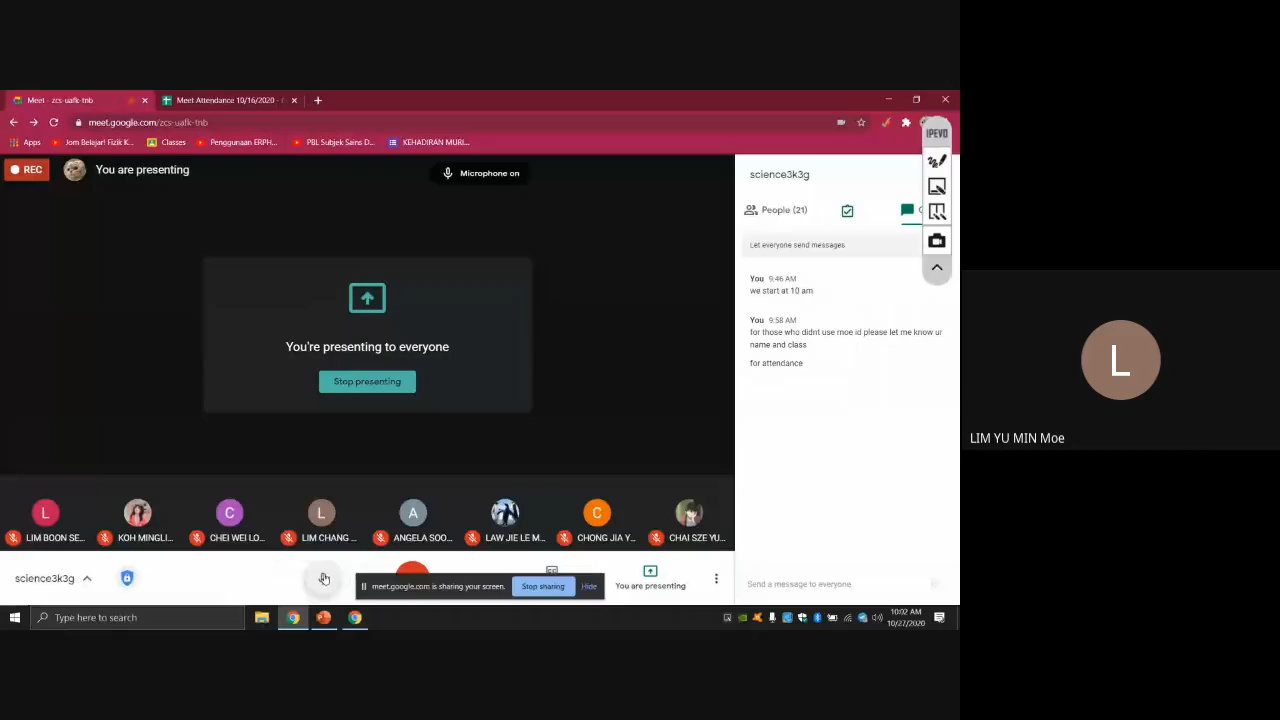 Meet - zcs-uafk-tnb
Meet Attendance 10/16/2020 -
meet.google.com/zcs-uafk-tnb
Apps
Jom Belajar! Fizik K...
Classes
Penggunaan ERPH...
PBL Subjek Sains D...
KEHADIRAN MURI...
IPEVO
REC
You are presenting
Microphone on
science3k3g
People (21)
Let everyone send messages
You 9:46 AM
we start at 10 am
You 9:58 AM
for those who didnt use moe id please let me know ur
name and class
for attendance
You're presenting to everyone
Stop presenting
L
LIM YU MIN Moe
L
C
L
A
C
LIM BOON SE...
KOH MINGLI...
CHEI WEI LO...
LIM CHANG ...
ANGELA SOO...
LAW JIE LE M...
CHONG JIA Y...
CHAI SZE YU...
science3k3g
meet.google.com is sharing your screen.
Stop sharing
Hide
You are presenting
Send a message to everyone
Type here to search
10:02 AM
10/27/2020